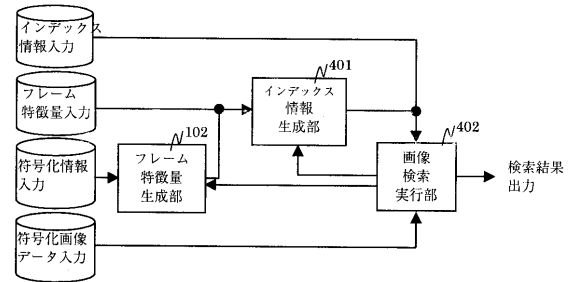 インデックス
情報入力
フレーム
特徴量入力
符号化情報
入力
符号化画像
データ入力
102
フレーム
特徴量
生成部
401
インデックス
情報
生成部
402
画像
検索
実行部
検索結果
出力